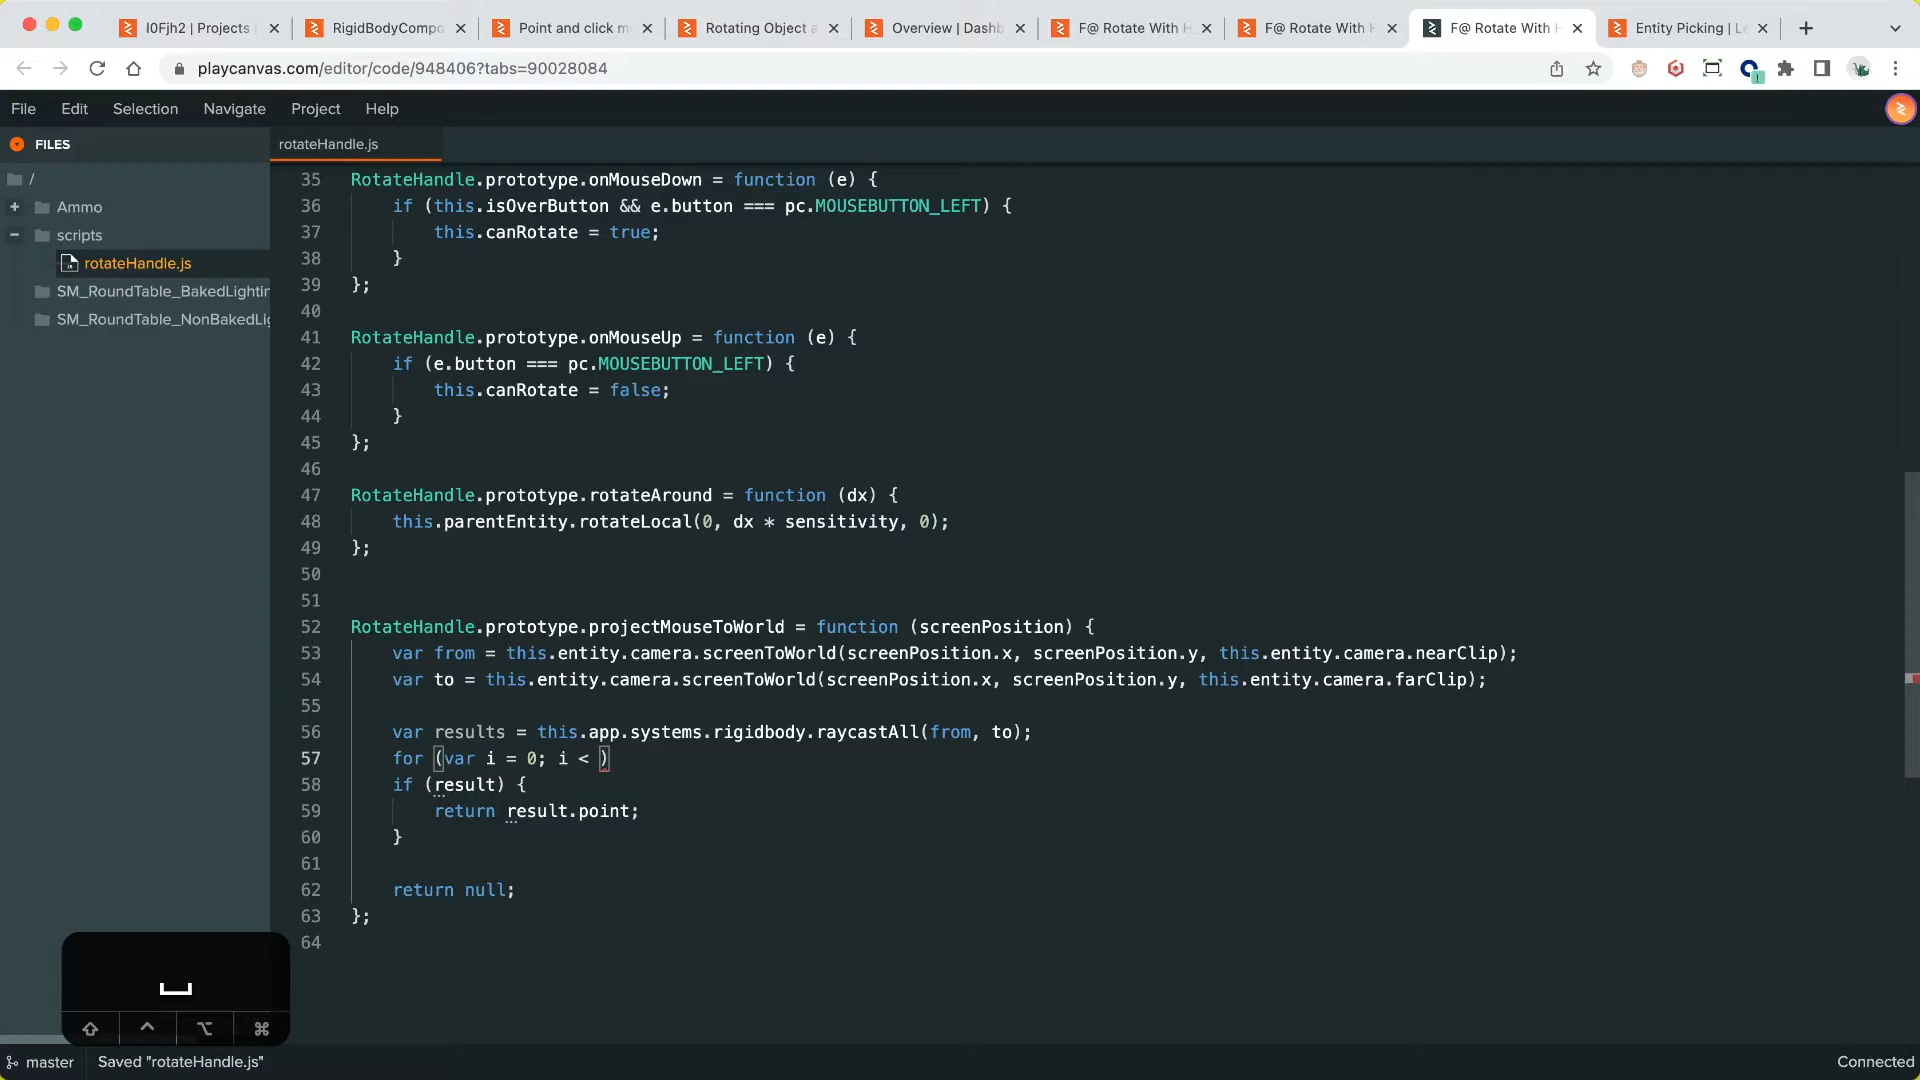 I0Fjh2 | Projects
RigidBodyCompo
Point and click m
Rotating Object a
Overview | Dashb
F@ Rotate With H
F@ Rotate With H
F@ Rotate With H
Entity Picking | Le
playcanvas.com/editor/code/948406?tabs=90028084
File Edit Selection Navigate Project Help
FILES
rotateHandle.js
/
Ammo
scripts
rotateHandle.js
SM_RoundTable_BakedLightin
SM_RoundTable_NonBakedLig
35 RotateHandle.prototype.onMouseDown = function (e) {
36 if (this.isOverButton && e.button === pc.MOUSEBUTTON_LEFT) {
37 this.canRotate = true;
38 }
39 };
40
41 RotateHandle.prototype.onMouseUp = function (e) {
42 if (e.button === pc.MOUSEBUTTON_LEFT) {
43 this.canRotate = false;
44 }
45 };
46
47 RotateHandle.prototype.rotateAround = function (dx) {
48 this.parentEntity.rotateLocal(0, dx * sensitivity, 0);
49 };
50
51
52 RotateHandle.prototype.projectMouseToWorld = function (screenPosition) {
53 var from = this.entity.camera.screenToWorld(screenPosition.x, screenPosition.y, this.entity.camera.nearClip);
54 var to = this.entity.camera.screenToWorld(screenPosition.x, screenPosition.y, this.entity.camera.farClip);
55
56 var results = this.app.systems.rigidbody.raycastAll(from, to);
57 for (var i = 0; i < )
58 if (result) {
59 return result.point;
60 }
61
62 return null;
63 };
64
master
Saved "rotateHandle.js"
Connected